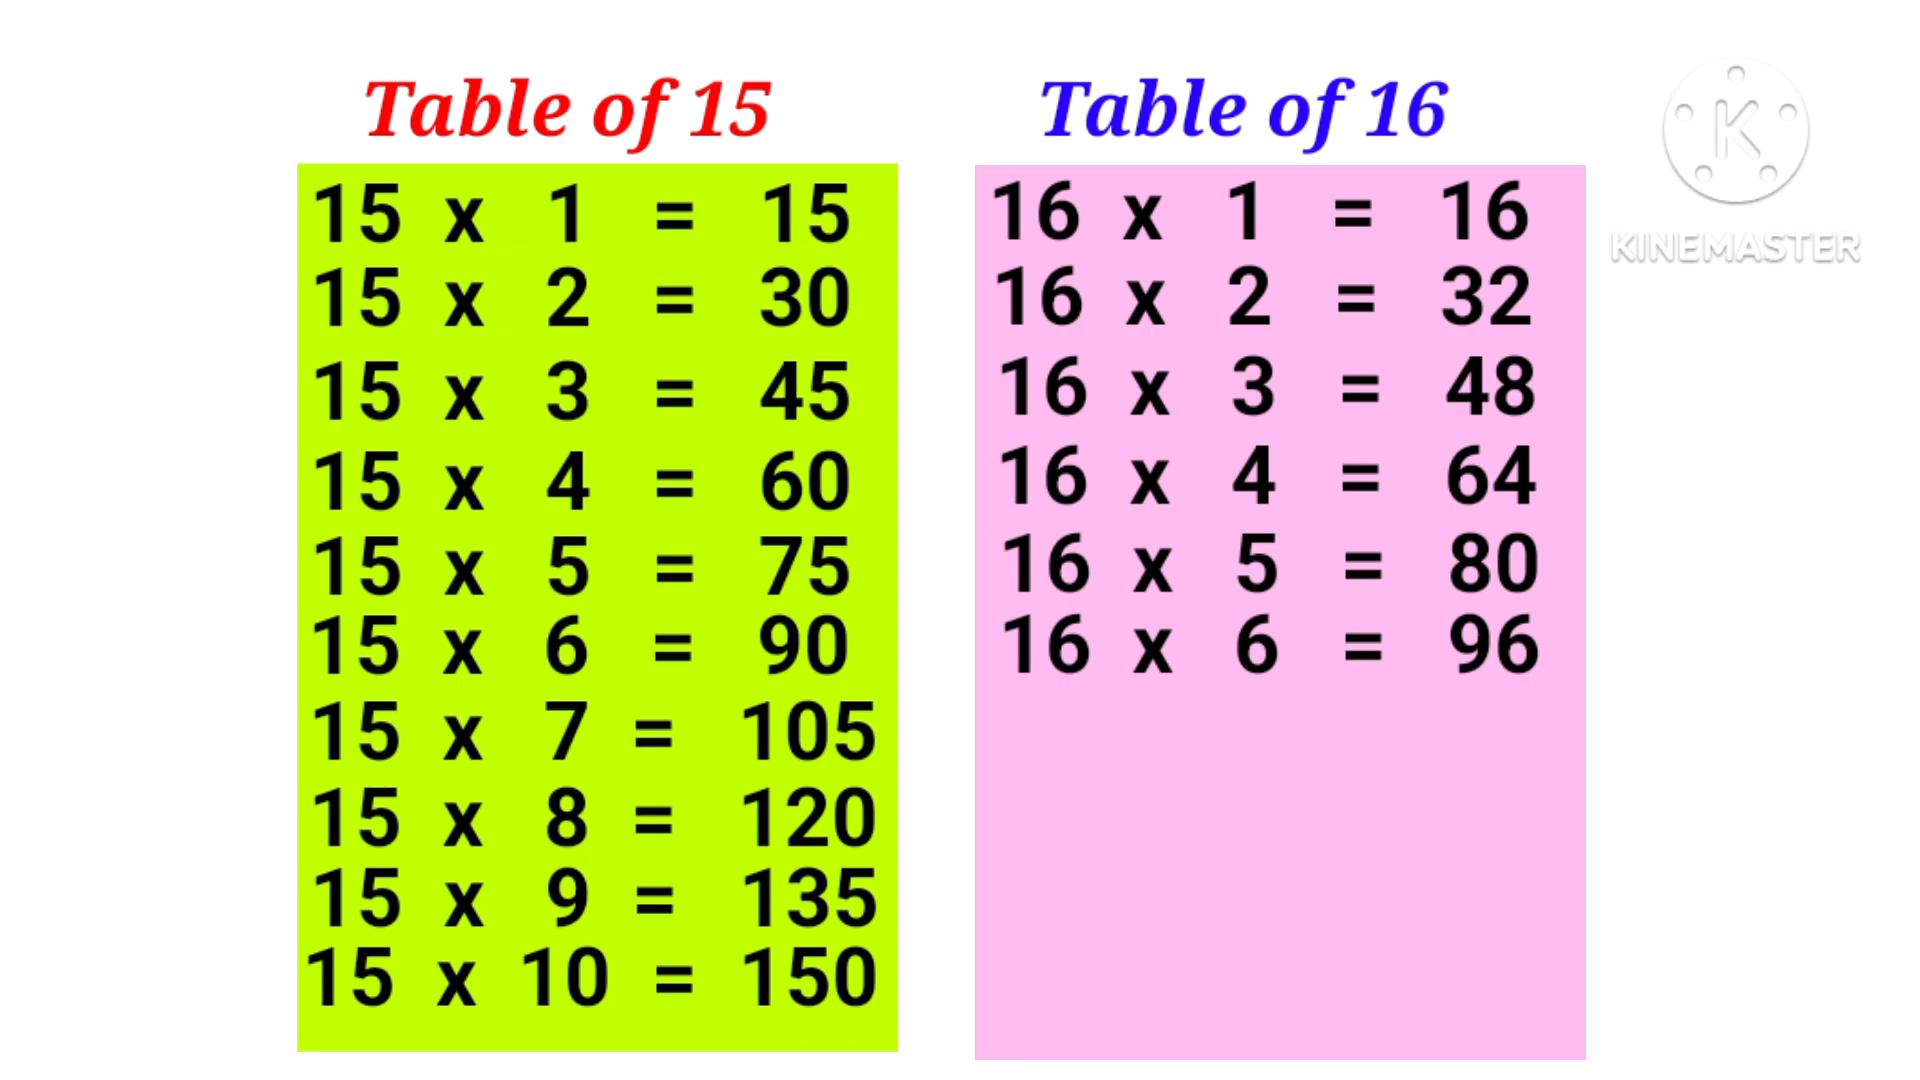 Table of 15
15 x 1 = 15
15 x 2 = 30
15 x 3 = 45
15 x 4 = 60
15 x 5 = 75
15 x 6 = 90
15 x 7 = 105
15 x 8 = 120
15 x 9 = 135
15 x 10 = 150
Table of 16
16 x 1 = 16
16 x 2 = 32
16 x 3 = 48
16 x 4 = 64
16 x 5 = 80
16 x 6 = 96
K
KINEMASTER